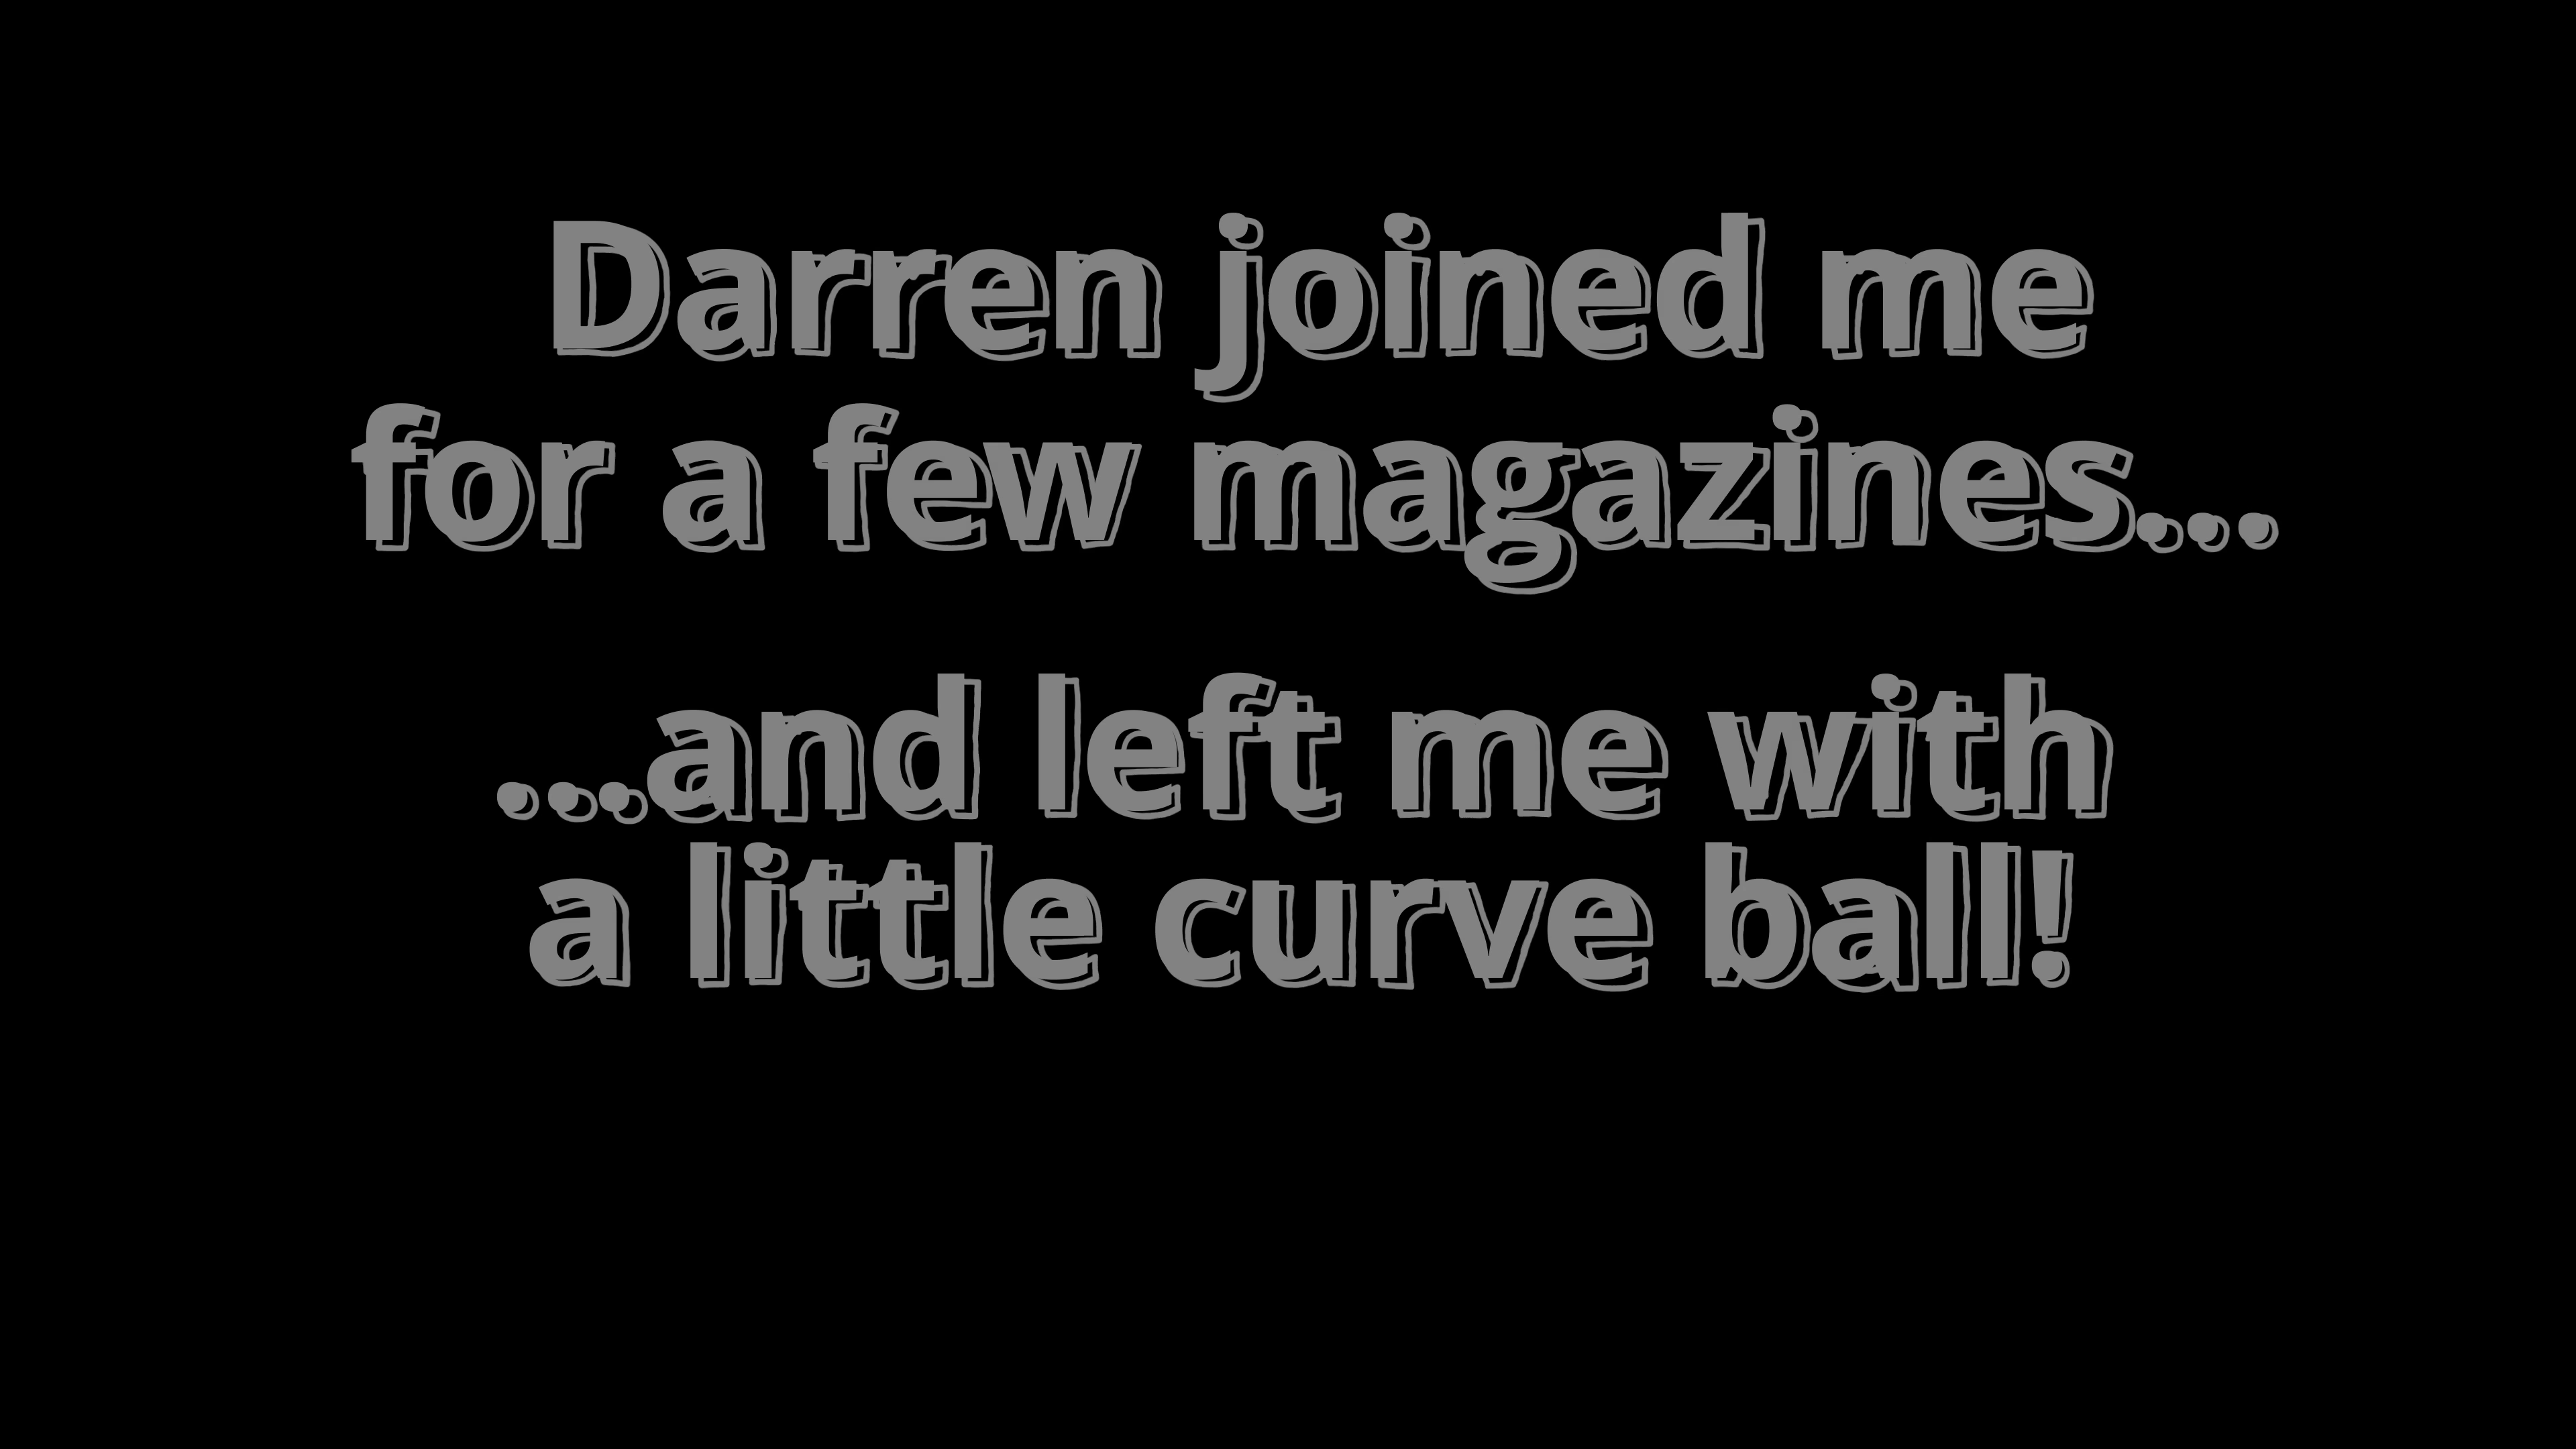 Darren joined me
for a few magazines...
...and left me with
a little curve ball!